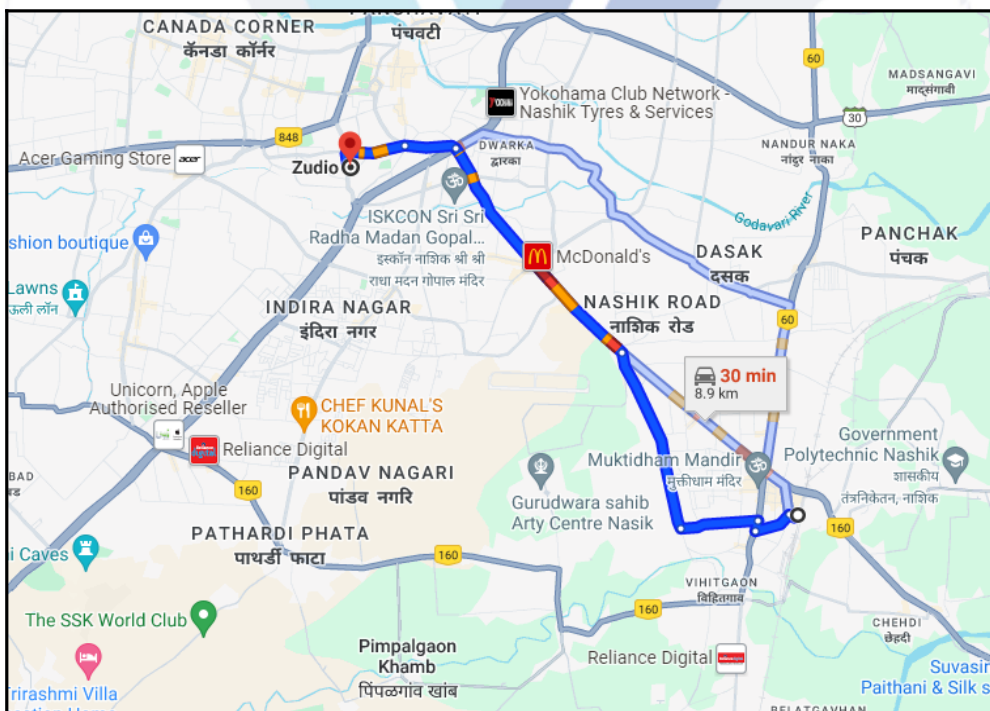 CANADA CORNER
कॅनडा कॉर्नर
पंचवटी
60
MADSANGAVI
माद्संगावी
Yokohama Club Network -
Nashik Tyres & Services
30
848
Acer Gaming Store
acer
Zudio
DWARKA
द्वारका
NANDUR NAKA
नांदुर नाका
ISKCON Sri Sri
Radha Madan Gopal...
इस्कॉन नाशिक श्री श्री
राधा मदन गोपाल मंदिर
Godavari River
PANCHAK
पंचक
shion boutique
McDonald's
DASAK
दसक
Lawns
ऊली लॉन
INDIRA NAGAR
इंदिरा नगर
NASHIK ROAD
नाशिक रोड
60
30 min
8.9 km
Unicorn, Apple
Authorised Reseller
CHEF KUNAL'S
KOKAN KATTA
Reliance Digital
Government
Polytechnic Nashik
शासकीय
तंत्रनिकेतन, नाशिक
Muktidham Mandir
मुक्तीधाम मंदिर
PANDAV NAGARI
पांडव नगरि
BAD
160
Gurudwara sahib
Arty Centre Nasik
160
PATHARDI PHATA
पाथर्डी फाटा
i Caves
160
VIHITGAON
विहितगाव
160
The SSK World Club
CHEHDI
छेहदी
Pimpalgaon
Khamb
पिंपळगांव खांब
Reliance Digital
Suvasin
Paithani & Silk s
Trirashmi Villa
BELATGAVHAN